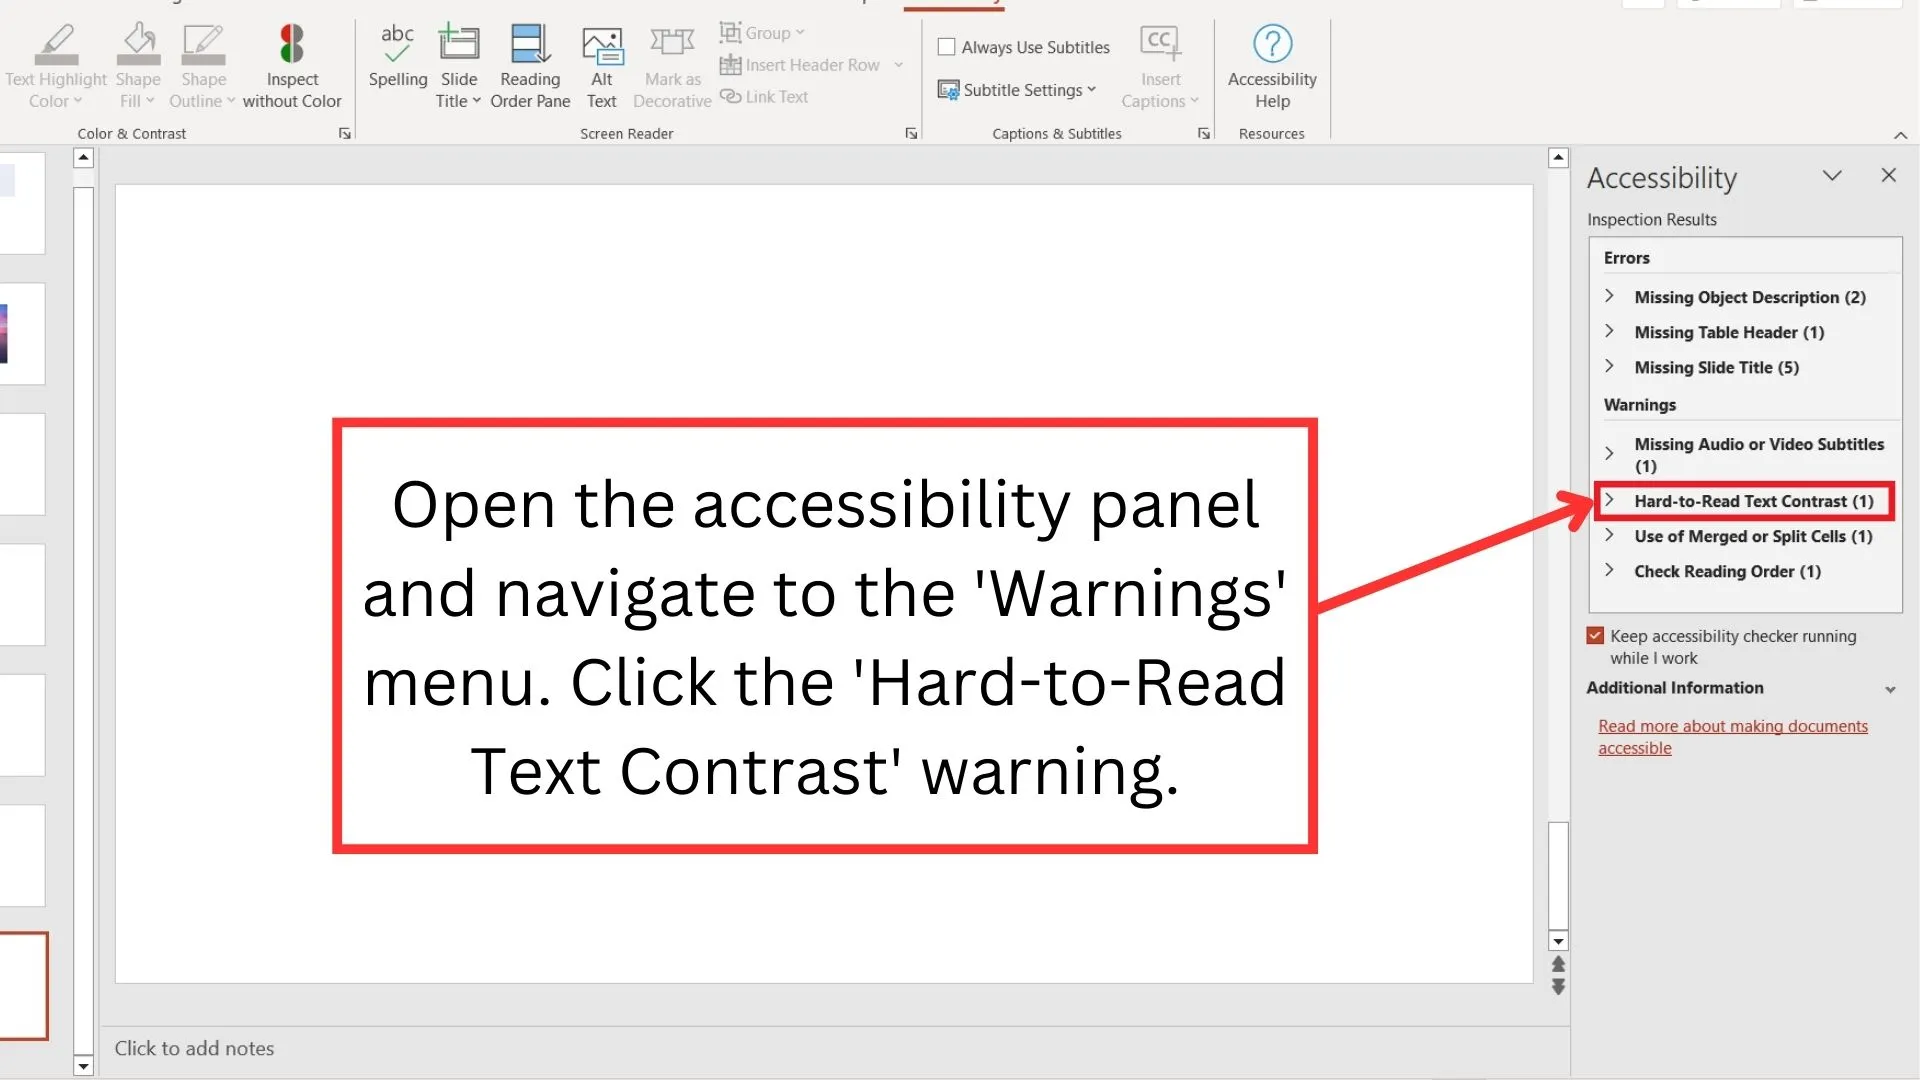 Text Highlight
Color
Shape
Fill
Shape
Outline
Inspect
without Color
Color & Contrast
abc
Spelling
Slide
Title
Reading
Order Pane
Alt
Text
Mark as
Decorative
Group
Insert Header Row
Link Text
Screen Reader
Always Use Subtitles
Subtitle Settings
CC
Insert
Captions
Captions & Subtitles
?
Accessibility
Help
Resources
Open the accessibility panel
and navigate to the 'Warnings'
menu. Click the 'Hard-to-Read
Text Contrast' warning.
Click to add notes
Accessibility
Inspection Results
Errors
Missing Object Description (2)
Missing Table Header (1)
Missing Slide Title (5)
Warnings
Missing Audio or Video Subtitles
(1)
Hard-to-Read Text Contrast (1)
Use of Merged or Split Cells (1)
Check Reading Order (1)
Keep accessibility checker running
while I work
Additional Information
Read more about making documents
accessible